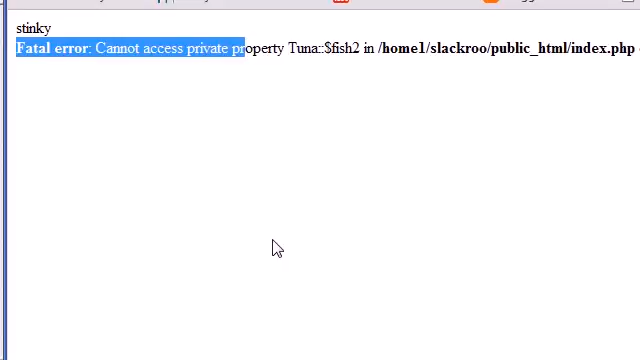 stinky
Fatal error: Cannot access private property Tuna::$fish2 in /home1/slackroo/public_html/index.php